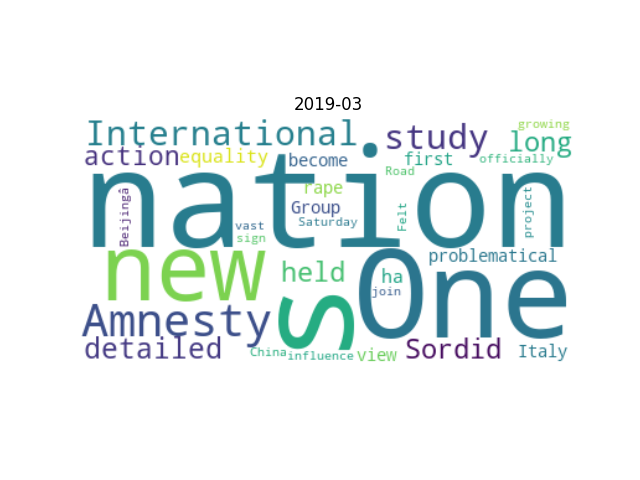 2019-03
International study growing
long
action equality become first officially
Road
nation
rape
Group
Saturday
Beijingâ
vast
sign
Felt
project
new held ha problematical
join
One
s
Amnesty
detailed China influence view Sordid Italy